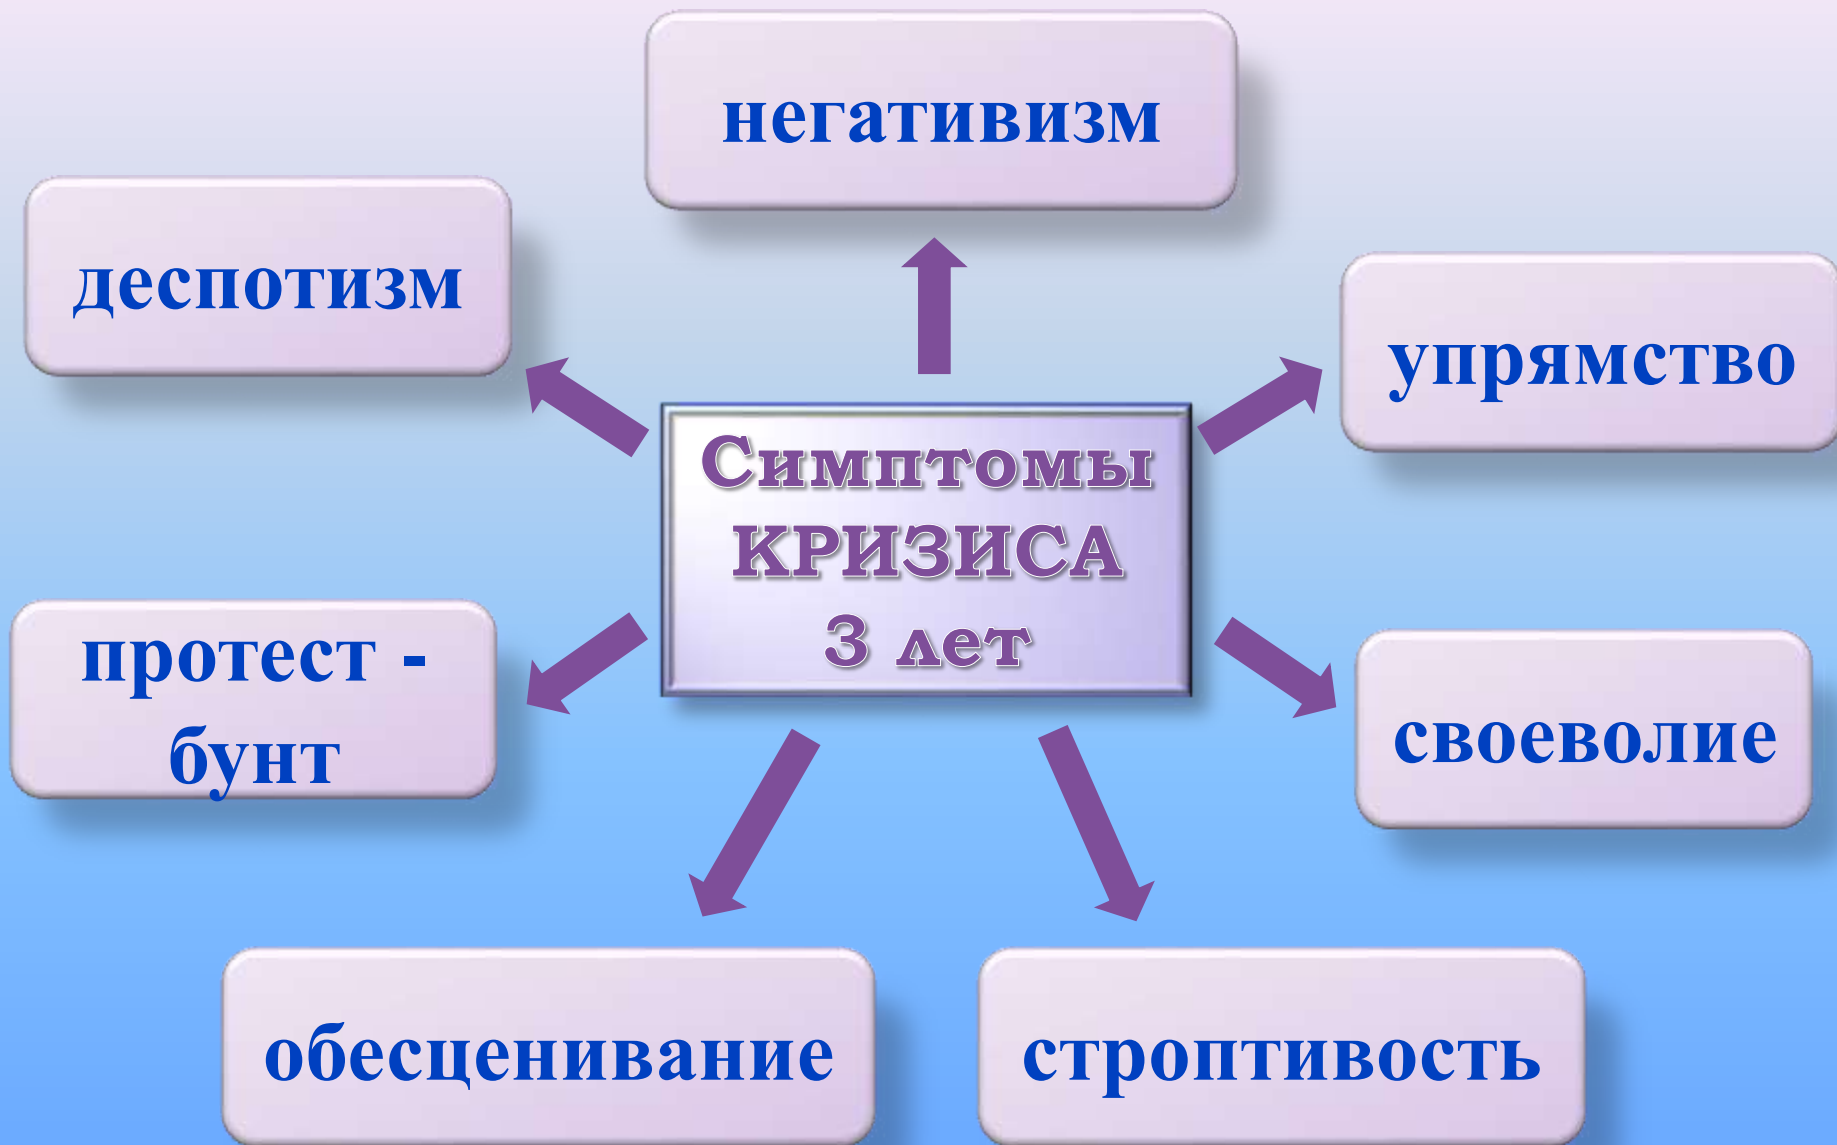 негативизм
деспотизм
упрямство
Симптомы
КРИЗИСА
3 лет
протест -
бунт
своеволие
обесценивание
строптивость